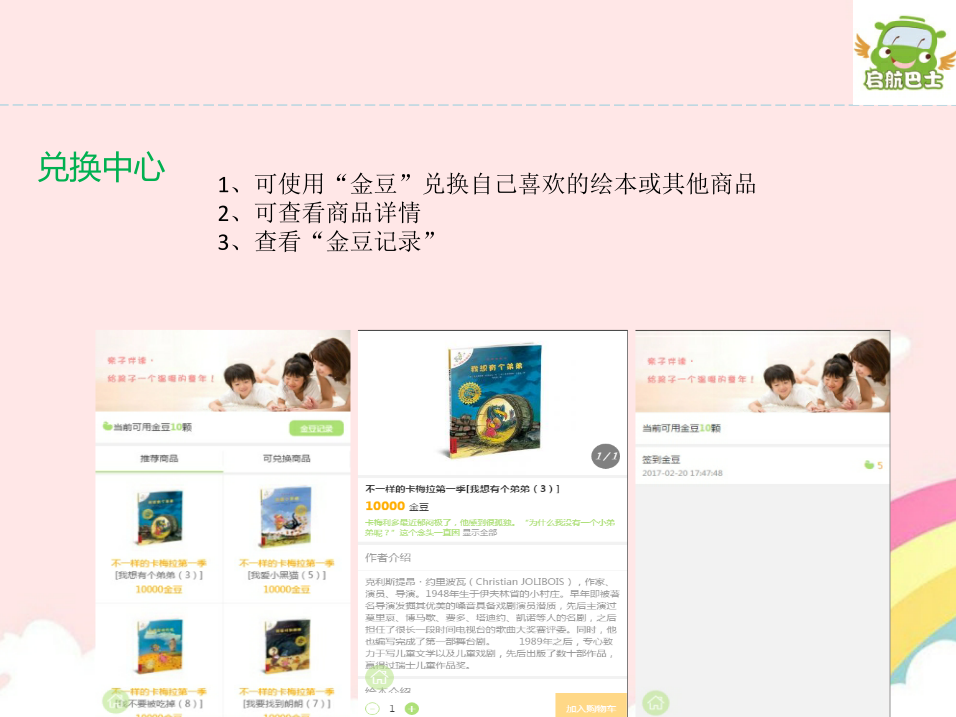 启航巴士
兑换中心
1、可使用“金豆”兑换自己喜欢的绘本或其他商品
2、可查看商品详情
3、查看“金豆记录”
亲子伴读·
给孩子一个温暖的童年！
当前可用金豆10颗
金豆记录
推荐商品
可兑换商品
不一样的卡梅拉第一季
[我想有个弟弟（3）]
10000金豆
不一样的卡梅拉第一季
[我爱小黑猫（5）]
10000金豆
不一样的卡梅拉第一季
不要被吃掉（8）]
10000金豆
不一样的卡梅拉第一季
[我要找到朗朗（7）]
10000金豆
我想有个弟弟
1/1
不一样的卡梅拉第一季[我想有个弟弟（3）]
10000 金豆
卡梅利多最近郁闷极了，他感到很孤独。“为什么我没有一个小弟
弟呢？”这个念头一直困 显示全部
作者介绍
克利斯提昂・约里波瓦（Christian JOLIBOIS），作家、
演员、导演。1948年生于伊夫林省的小村庄。早年即被著
名导演发掘其优美的嗓音具备戏剧演员潜质，先后主演过
莫里哀、博马歇、费多、塔迪约、凯诺等人的名剧，之后
担任了很长一段时间电视台的歌曲大奖赛评委。同时，他
也编写完成了第一部舞台剧。 1989年之后，专心致
力于写儿童文学以及儿童戏剧，先后出版了数十部作品，
赢得过瑞士儿童作品奖。
绘本介绍
1
加入购物车
亲子伴读·
给孩子一个温暖的童年！
当前可用金豆10颗
签到金豆
2017-02-20 17:47:48
5